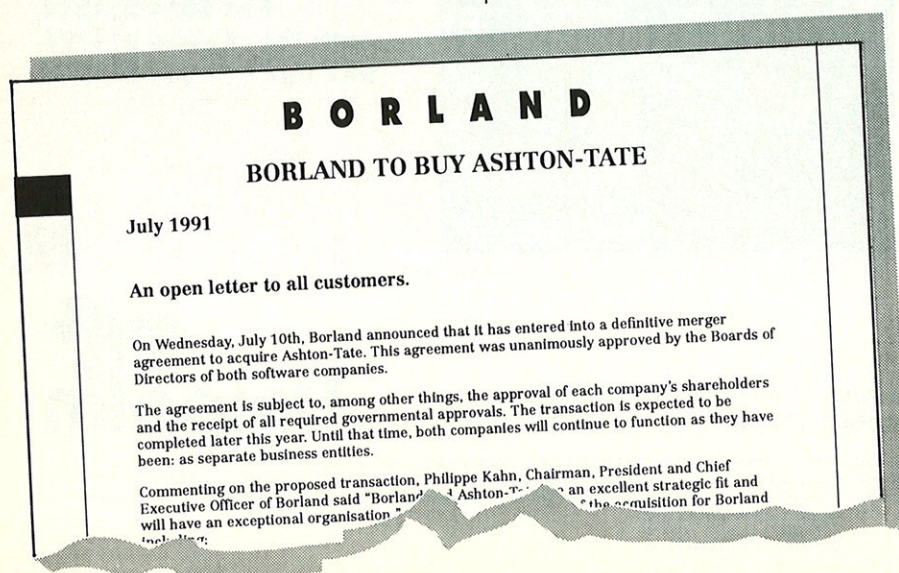 BORLAND
BORLAND TO BUY ASHTON-TATE
July 1991
An open letter to all customers.
On Wednesday, July 10th, Borland announced that it has entered into a definitive merger
agreement to acquire Ashton-Tate. This agreement was unanimously approved by the Boards of
Directors of both software companies.
The agreement is subject to, among other things, the approval of each company's shareholders
and the receipt of all required governmental approvals. The transaction is expected to be
completed later this year. Until that time, both companies will continue to function as they have
been: as separate business entities.
Commenting on the proposed transaction, Philippe Kahn, Chairman, President and Chief
Executive Officer of Borland said "Borland an excellent strategic fit and
will have an exceptional organisation the acquisition for Borland